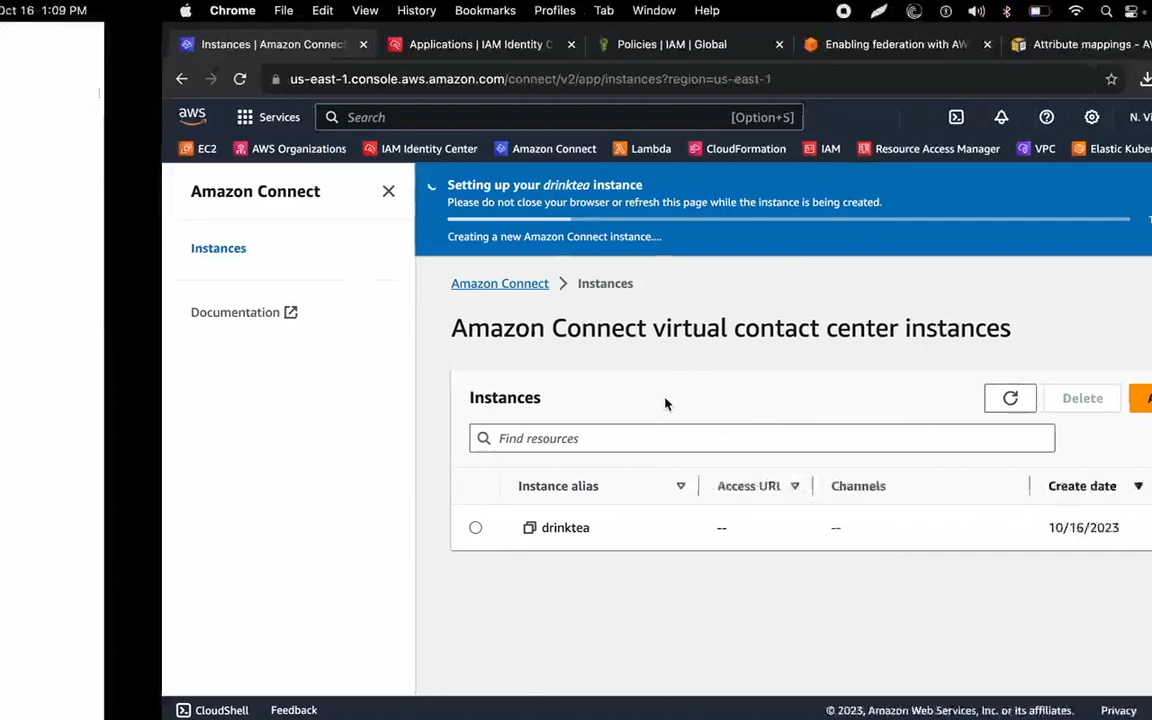 Oct 16 1:09 PM
Chrome File Edit View History Bookmarks Profiles Tab Window Help
Instances | Amazon Connect Applications | IAM Identity C Policies | IAM | Global Enabling federation with AW Attribute mappings - AW
us-east-1.console.aws.amazon.com/connect/v2/app/instances?region=us-east-1
aws Services Search [Option+S] N. Vi
EC2 AWS Organizations IAM Identity Center Amazon Connect Lambda CloudFormation IAM Resource Access Manager VPC Elastic Kube
Amazon Connect
Setting up your drinktea instance
Please do not close your browser or refresh this page while the instance is being created.
Creating a new Amazon Connect instance....
Instances
Documentation
Amazon Connect > Instances
Amazon Connect virtual contact center instances
Instances Delete
Find resources
Instance alias Access URL Channels Create date
drinktea -- -- 10/16/2023
CloudShell Feedback © 2023, Amazon Web Services, Inc. or its affiliates. Privacy